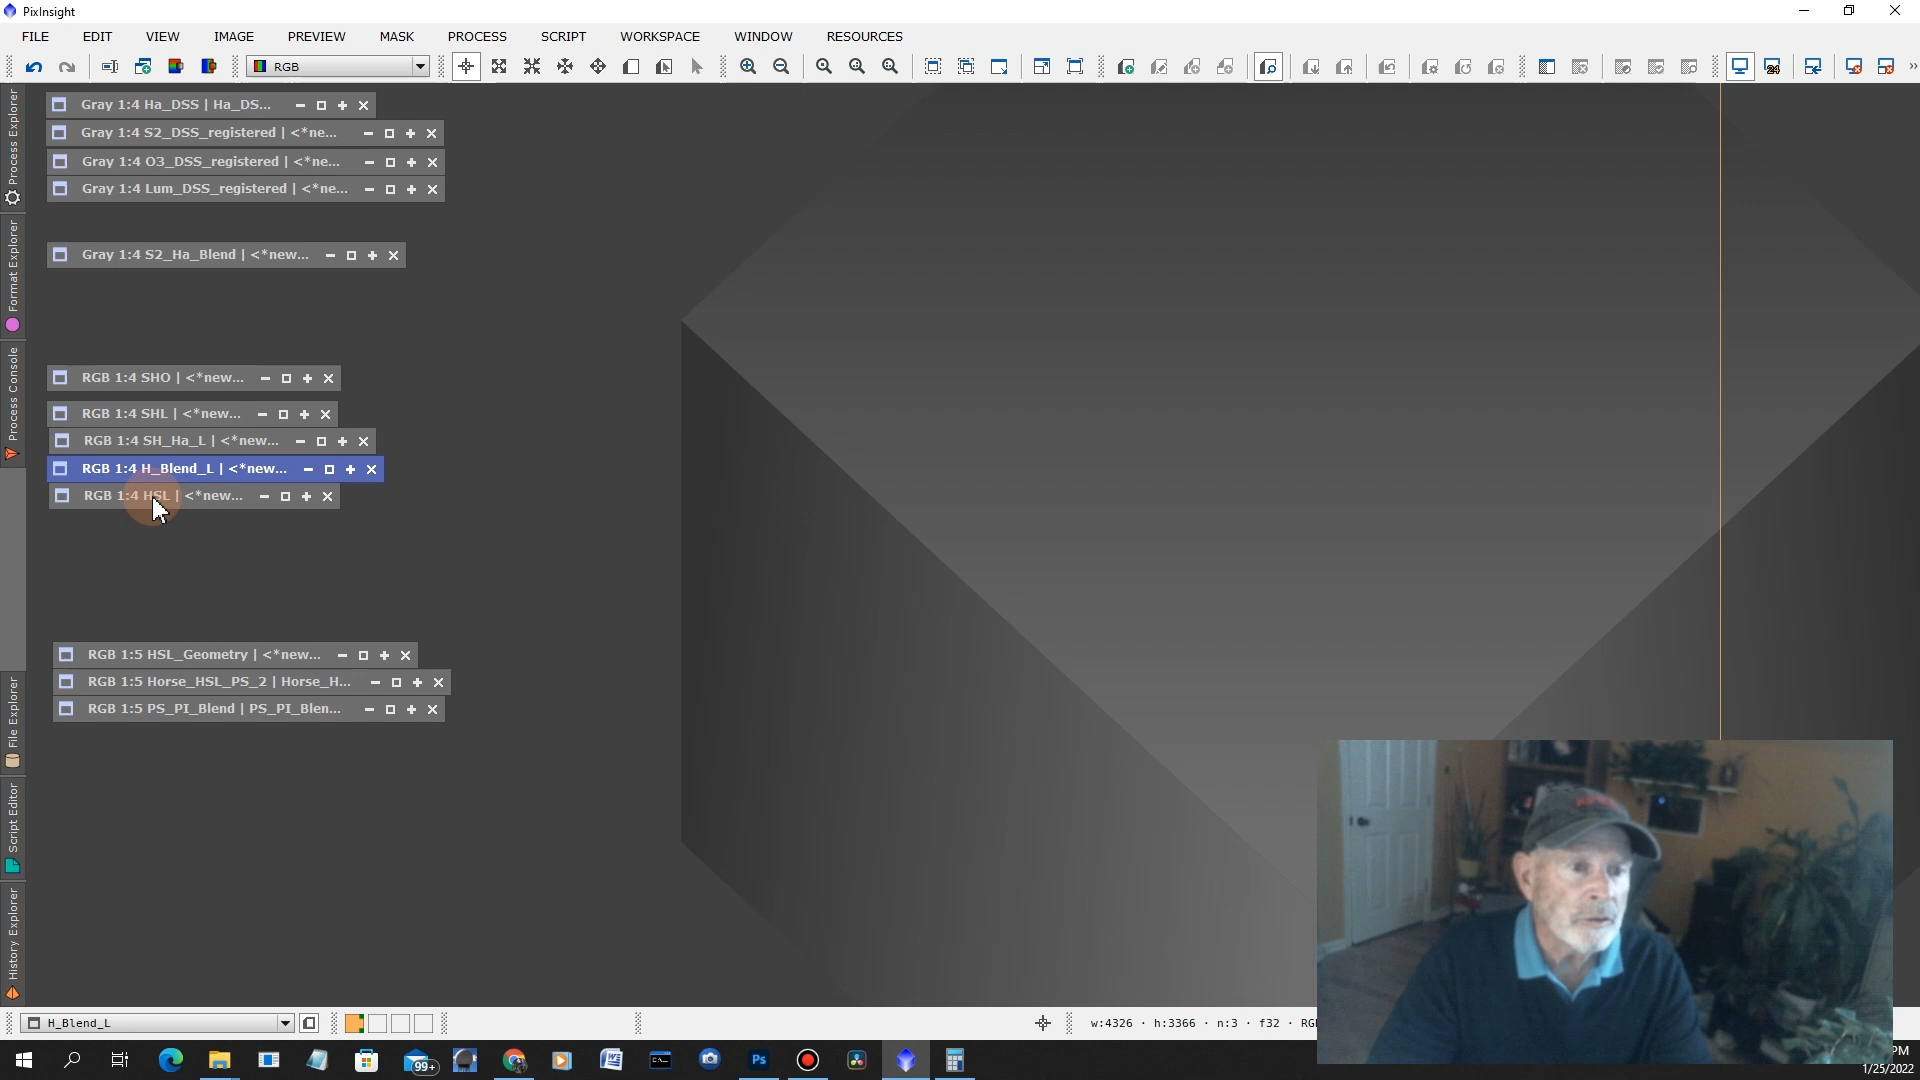 PixInsight
FILE EDIT VIEW IMAGE PREVIEW MASK PROCESS SCRIPT WORKSPACE WINDOW RESOURCES
RGB
24
Process Explorer
Format Explorer
Process Console
File Explorer
Script Editor
History Explorer
Gray 1:4 Ha_DSS | Ha_DS...
Gray 1:4 S2_DSS_registered | <*ne...
Gray 1:4 O3_DSS_registered | <*ne...
Gray 1:4 Lum_DSS_registered | <*ne...
Gray 1:4 S2_Ha_Blend | <*new...
RGB 1:4 SHO | <*new...
RGB 1:4 SHL | <*new...
RGB 1:4 SH_Ha_L | <*new...
RGB 1:4 H_Blend_L | <*new...
RGB 1:4 HSL | <*new...
RGB 1:5 HSL_Geometry | <*new...
RGB 1:5 Horse_HSL_PS_2 | Horse_H...
RGB 1:5 PS_PI_Blend | PS_PI_Blen...
H_Blend_L
w:4326 · h:3366 · n:3 · f32 · RG
99+
Ps
PM
1/25/2022